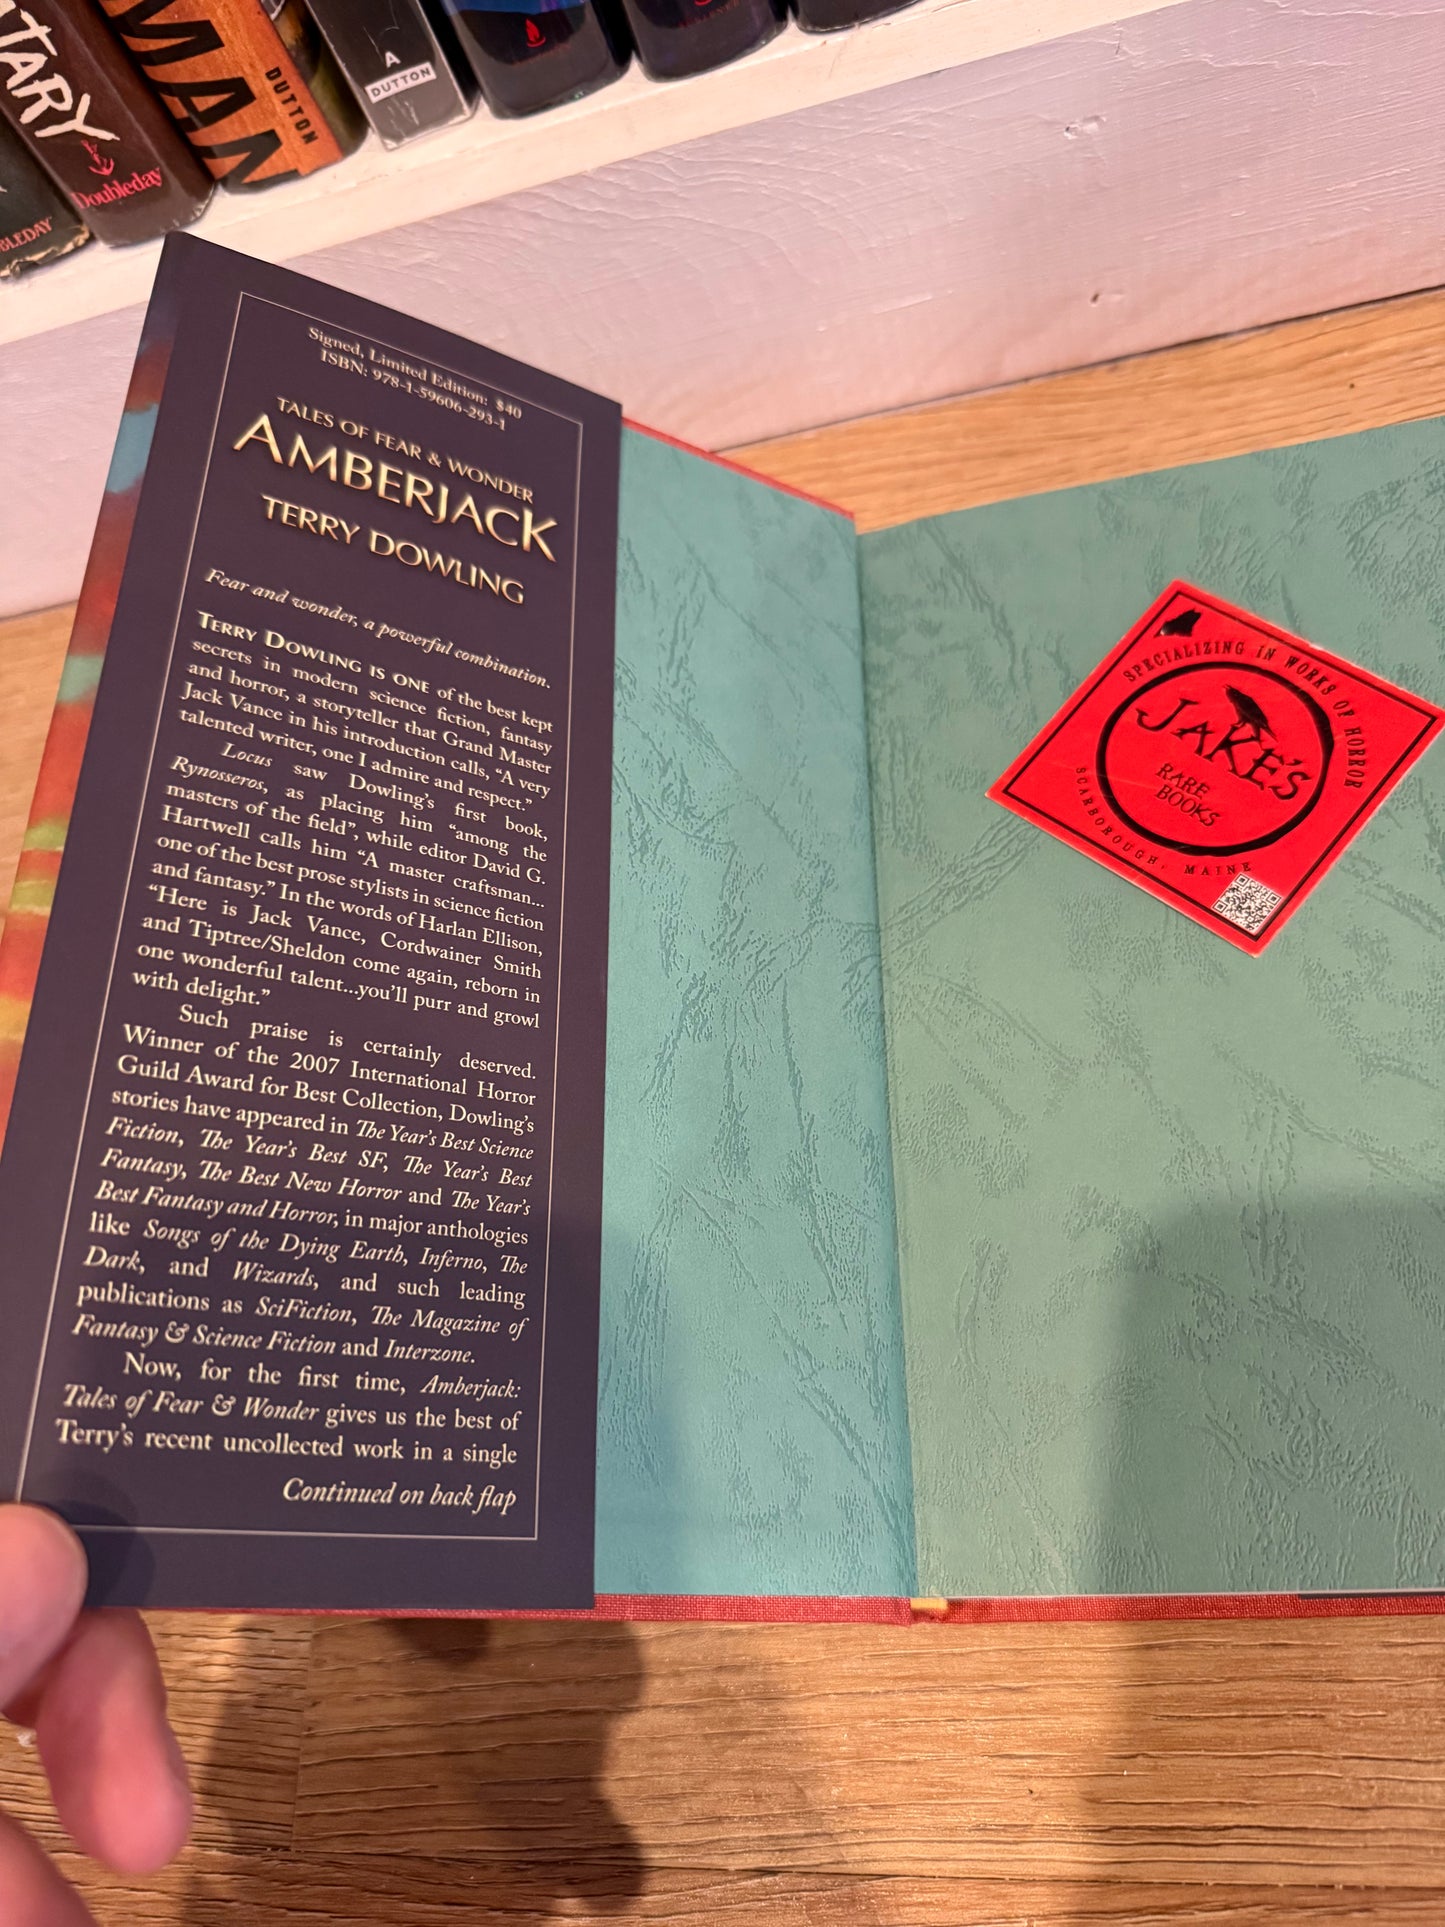 TARY
Doubleday
BLEDAY
MAN
DUTTON
A
DUTTON
Signed, Limited Edition: $40
ISBN: 978-1-59606-293-1
TALES OF FEAR & WONDER
AMBERJACK
TERRY DOWLING
Fear and wonder, a powerful combination.
TERRY DOWLING IS ONE of the best kept
secrets in modern science fiction, fantasy
and horror, a storyteller that Grand Master
Jack Vance in his introduction calls, “A very
talented writer, one I admire and respect.”
Locus saw Dowling's first book,
Rynosseros, as placing him “among the
masters of the field”, while editor David G.
Hartwell calls him “A master craftsman...
one of the best prose stylists in science fiction
and fantasy.” In the words of Harlan Ellison,
“Here is Jack Vance, Cordwainer Smith
and Tiptree/Sheldon come again, reborn in
one wonderful talent...you'll purr and growl
with delight.”
Such praise is certainly deserved.
Winner of the 2007 International Horror
Guild Award for Best Collection, Dowling's
stories have appeared in The Year's Best Science
Fiction, The Year's Best SF, The Year's Best
Fantasy, The Best New Horror and The Year's
Best Fantasy and Horror, in major anthologies
like Songs of the Dying Earth, Inferno, The
Dark, and Wizards, and such leading
publications as SciFiction, The Magazine of
Fantasy & Science Fiction and Interzone.
Now, for the first time, Amberjack:
Tales of Fear & Wonder gives us the best of
Terry's recent uncollected work in a single
Continued on back flap
SPECIALIZING IN WORKS OF HORROR
JAKE'S
RARE
BOOKS
SCARBOROUGH, MAINE